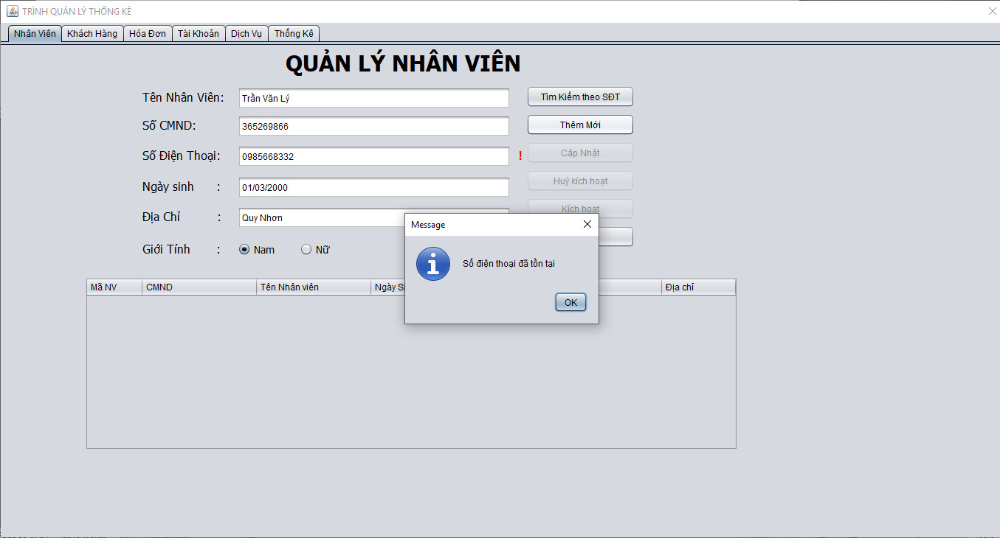 TRÌNH QUẢN LÝ THỐNG KÊ
Nhân Viên Khách Hàng Hóa Đơn Tài Khoản Dịch Vụ Thống Kê
QUẢN LÝ NHÂN VIÊN
Tên Nhân Viên: Trần Văn Lý Tìm Kiếm theo SĐT
Số CMND: 365269866 Thêm Mới
Số Điện Thoại: 0985668332 ! Cập Nhật
Ngày sinh : 01/03/2000 Huỷ kích hoạt
Địa Chỉ : Quy Nhơn Kích hoạt
Giới Tính : Nam Nữ
Message
Số điện thoại đã tồn tại
OK
Mã NV CMND Tên Nhân viên Ngày Địa chỉ